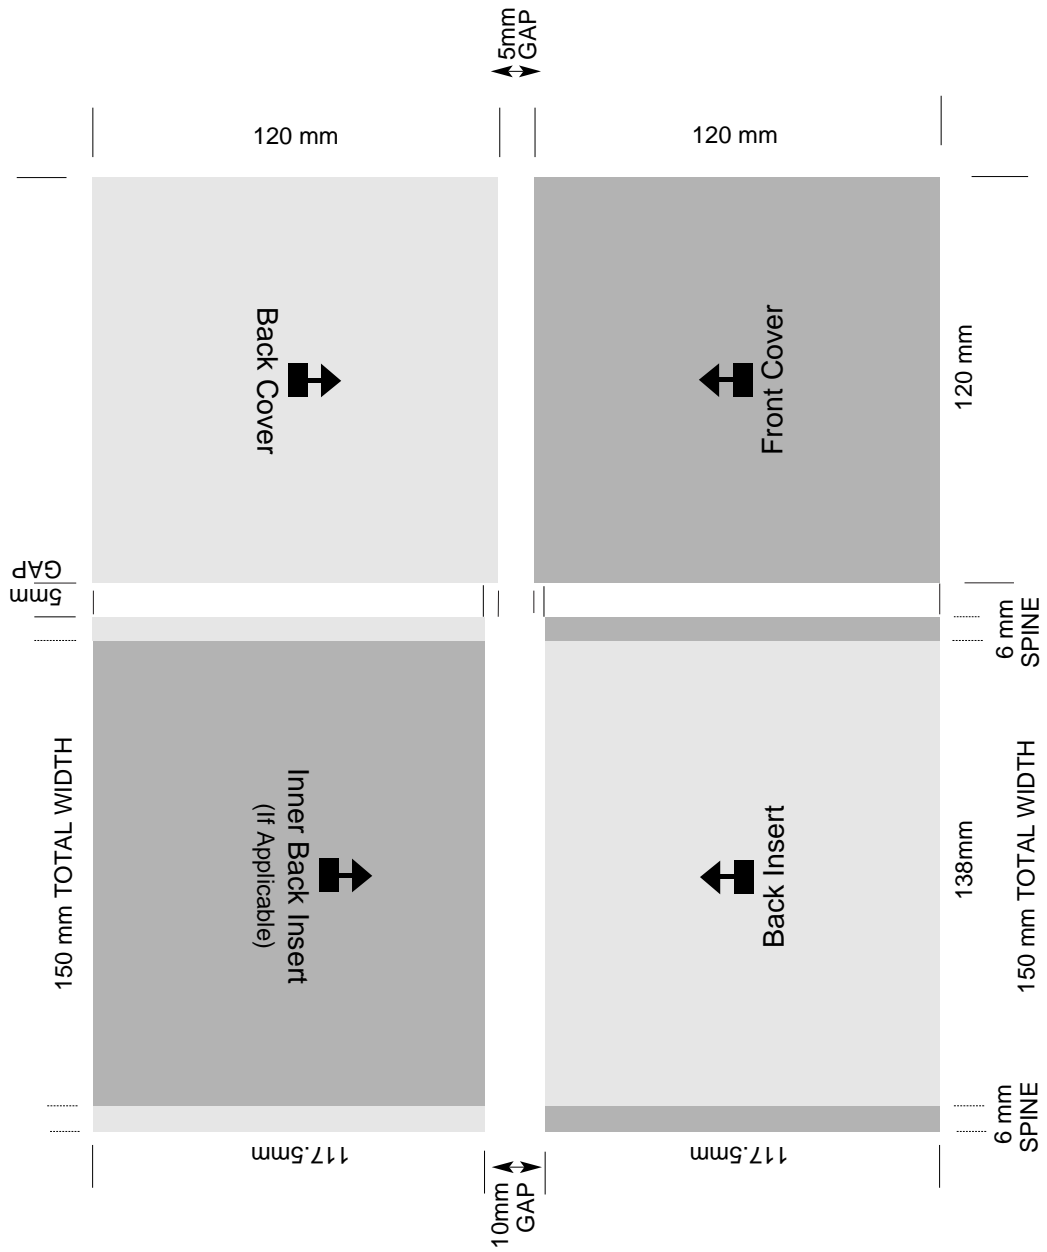 5mm
GAP
120 mm
120 mm
Back Cover
Front Cover
120 mm
5mm
GAP
6 mm
SPINE
150 mm TOTAL WIDTH
Inner Back Insert
(If Applicable)
Back Insert
138mm
150 mm TOTAL WIDTH
6 mm
SPINE
117.5mm
117.5mm
10mm
GAP